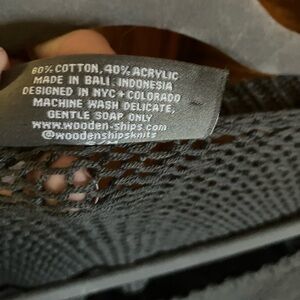 60% COTTON, 40% ACRYLIC
MADE IN BALI, INDONESIA
DESIGNED IN NYC + COLORADO
MACHINE WASH DELICATE,
GENTLE SOAP ONLY
www.wooden-ships.com
@woodenshipsknits